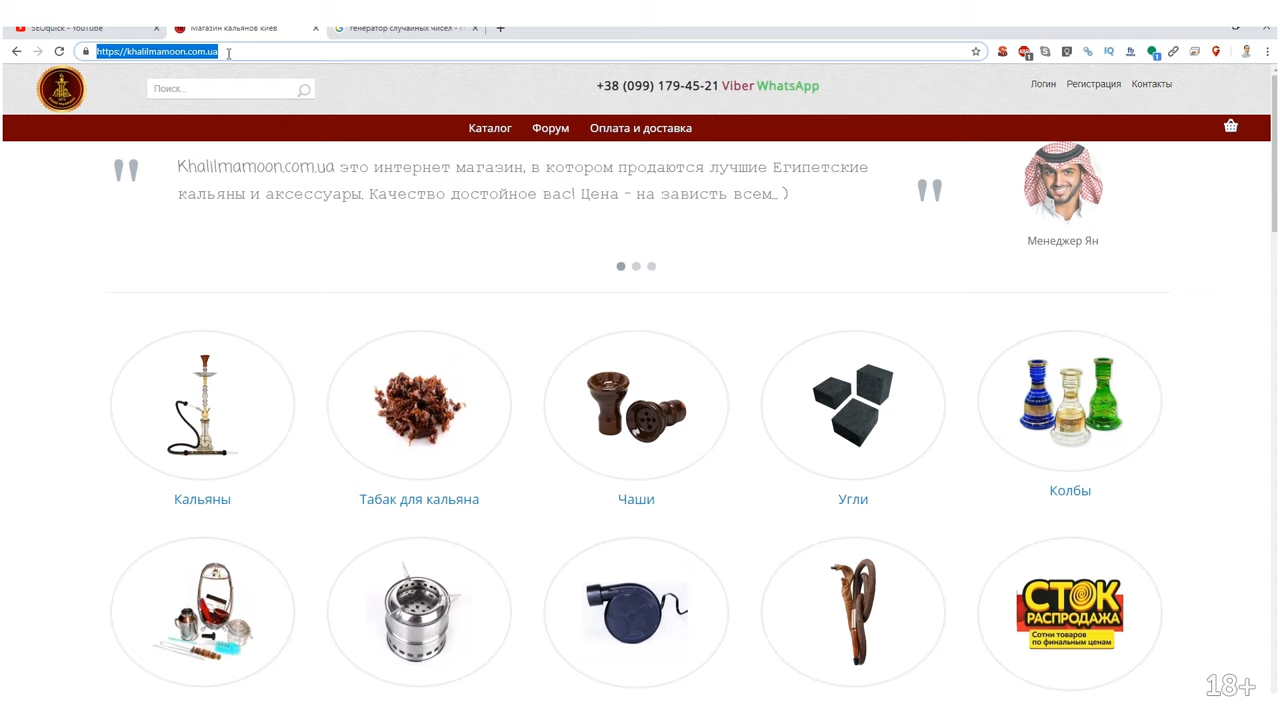 SEOquick - YouTube
Магазин кальянов Киев
генератор случайных чисел -
https://khalilmamoon.com.ua
Поиск...
+38 (099) 179-45-21 Viber WhatsApp
Логин Регистрация Контакты
Каталог Форум Оплата и доставка
Khalilmamoon.com.ua это интернет магазин, в котором продаются лучшие Египетские
кальяны и аксессуары. Качество достойное вас! Цена - на зависть всем... )
Менеджер Ян
Кальяны
Табак для кальяна
Чаши
Угли
Колбы
СТОК
РАСПРОДАЖА
Сотни товаров
по финальным ценам
18+